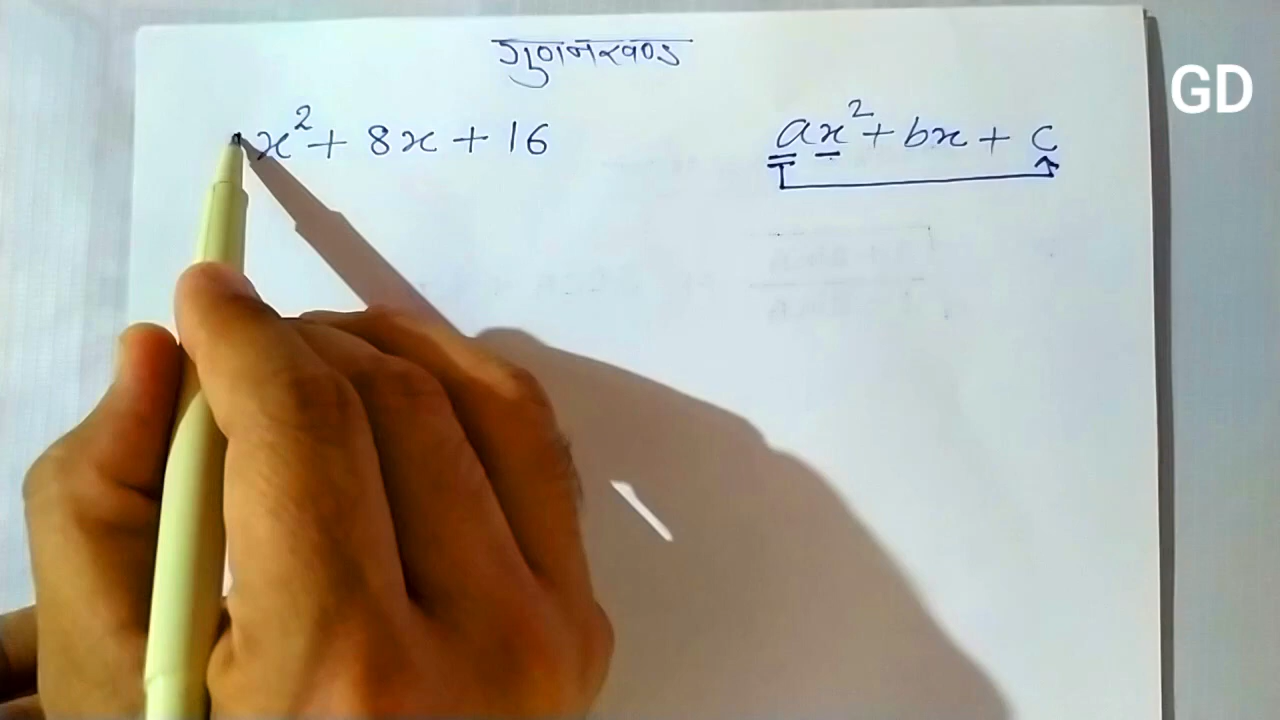 गुणनखण्ड
x² + 8x + 16
ax² + bx + c
GD